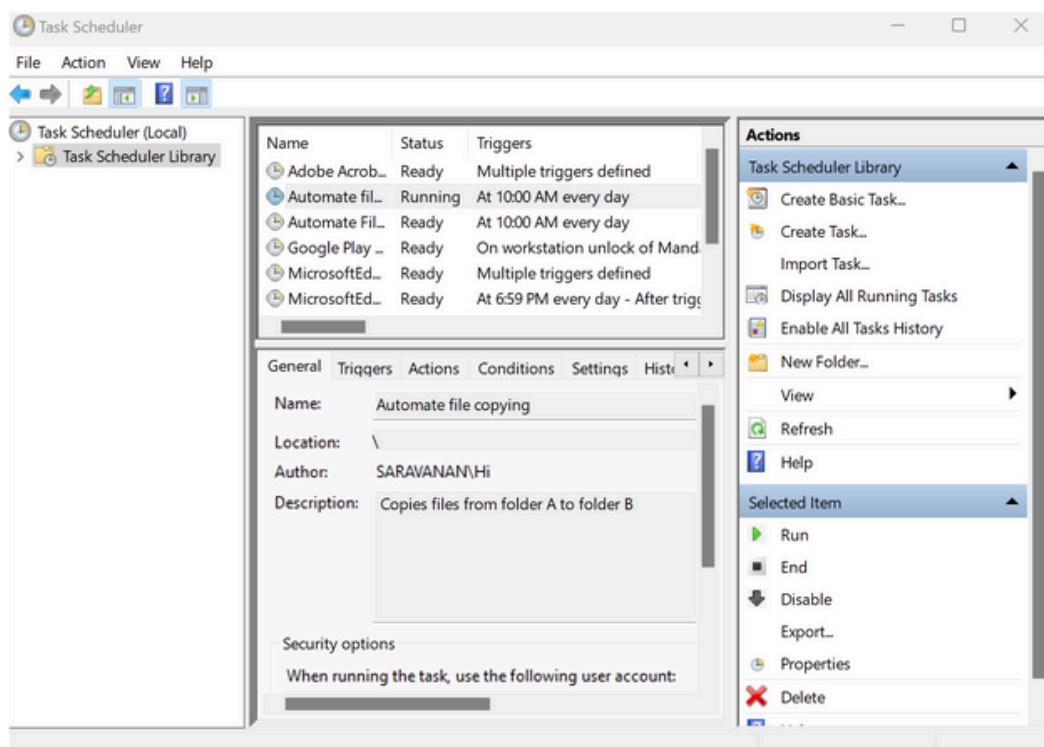 Task Scheduler
File Action View Help
Task Scheduler (Local)
Task Scheduler Library
Name Status Triggers
Adobe Acrob... Ready Multiple triggers defined
Automate fil... Running At 10:00 AM every day
Automate Fil... Ready At 10:00 AM every day
Google Play ... Ready On workstation unlock of Mand
MicrosoftEd... Ready Multiple triggers defined
MicrosoftEd... Ready At 6:59 PM every day - After trigg
General Triggers Actions Conditions Settings Histo
Name: Automate file copying
Location: \
Author: SARAVANAN\Hi
Description: Copies files from folder A to folder B
Security options
When running the task, use the following user account:
Actions
Task Scheduler Library
Create Basic Task...
Create Task...
Import Task...
Display All Running Tasks
Enable All Tasks History
New Folder...
View
Refresh
Help
Selected Item
Run
End
Disable
Export...
Properties
Delete